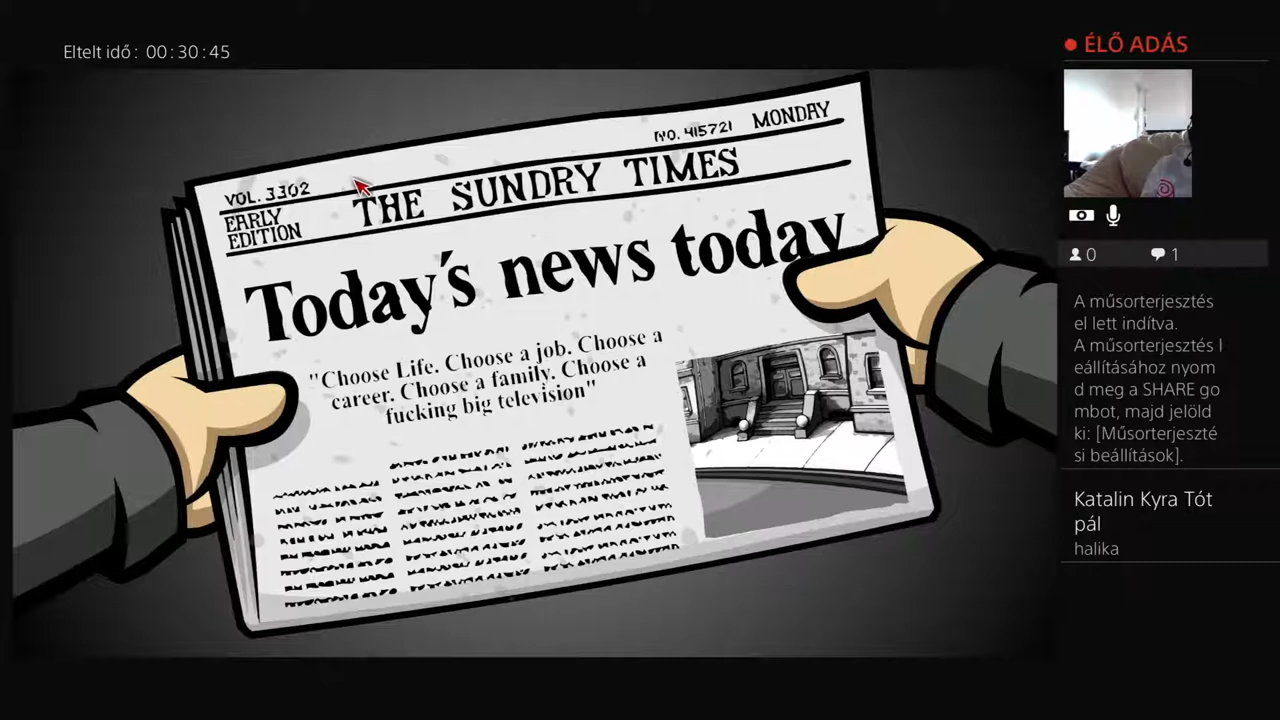 Eltelt idő: 00:30:45
VOL. 3302
NO. 415721 MONDAY
EARLY
EDITION
THE SUNDRY TIMES
Today's news today
"Choose Life. Choose a job. Choose a
career. Choose a family. Choose a
fucking big television"
ÉLŐ ADÁS
0
1
A műsorterjesztés
el lett indítva.
A műsorterjesztés l
eállításához nyom
d meg a SHARE go
mbot, majd jelöld
ki: [Műsorterjeszté
si beállítások].
Katalin Kyra Tót
pál
halika